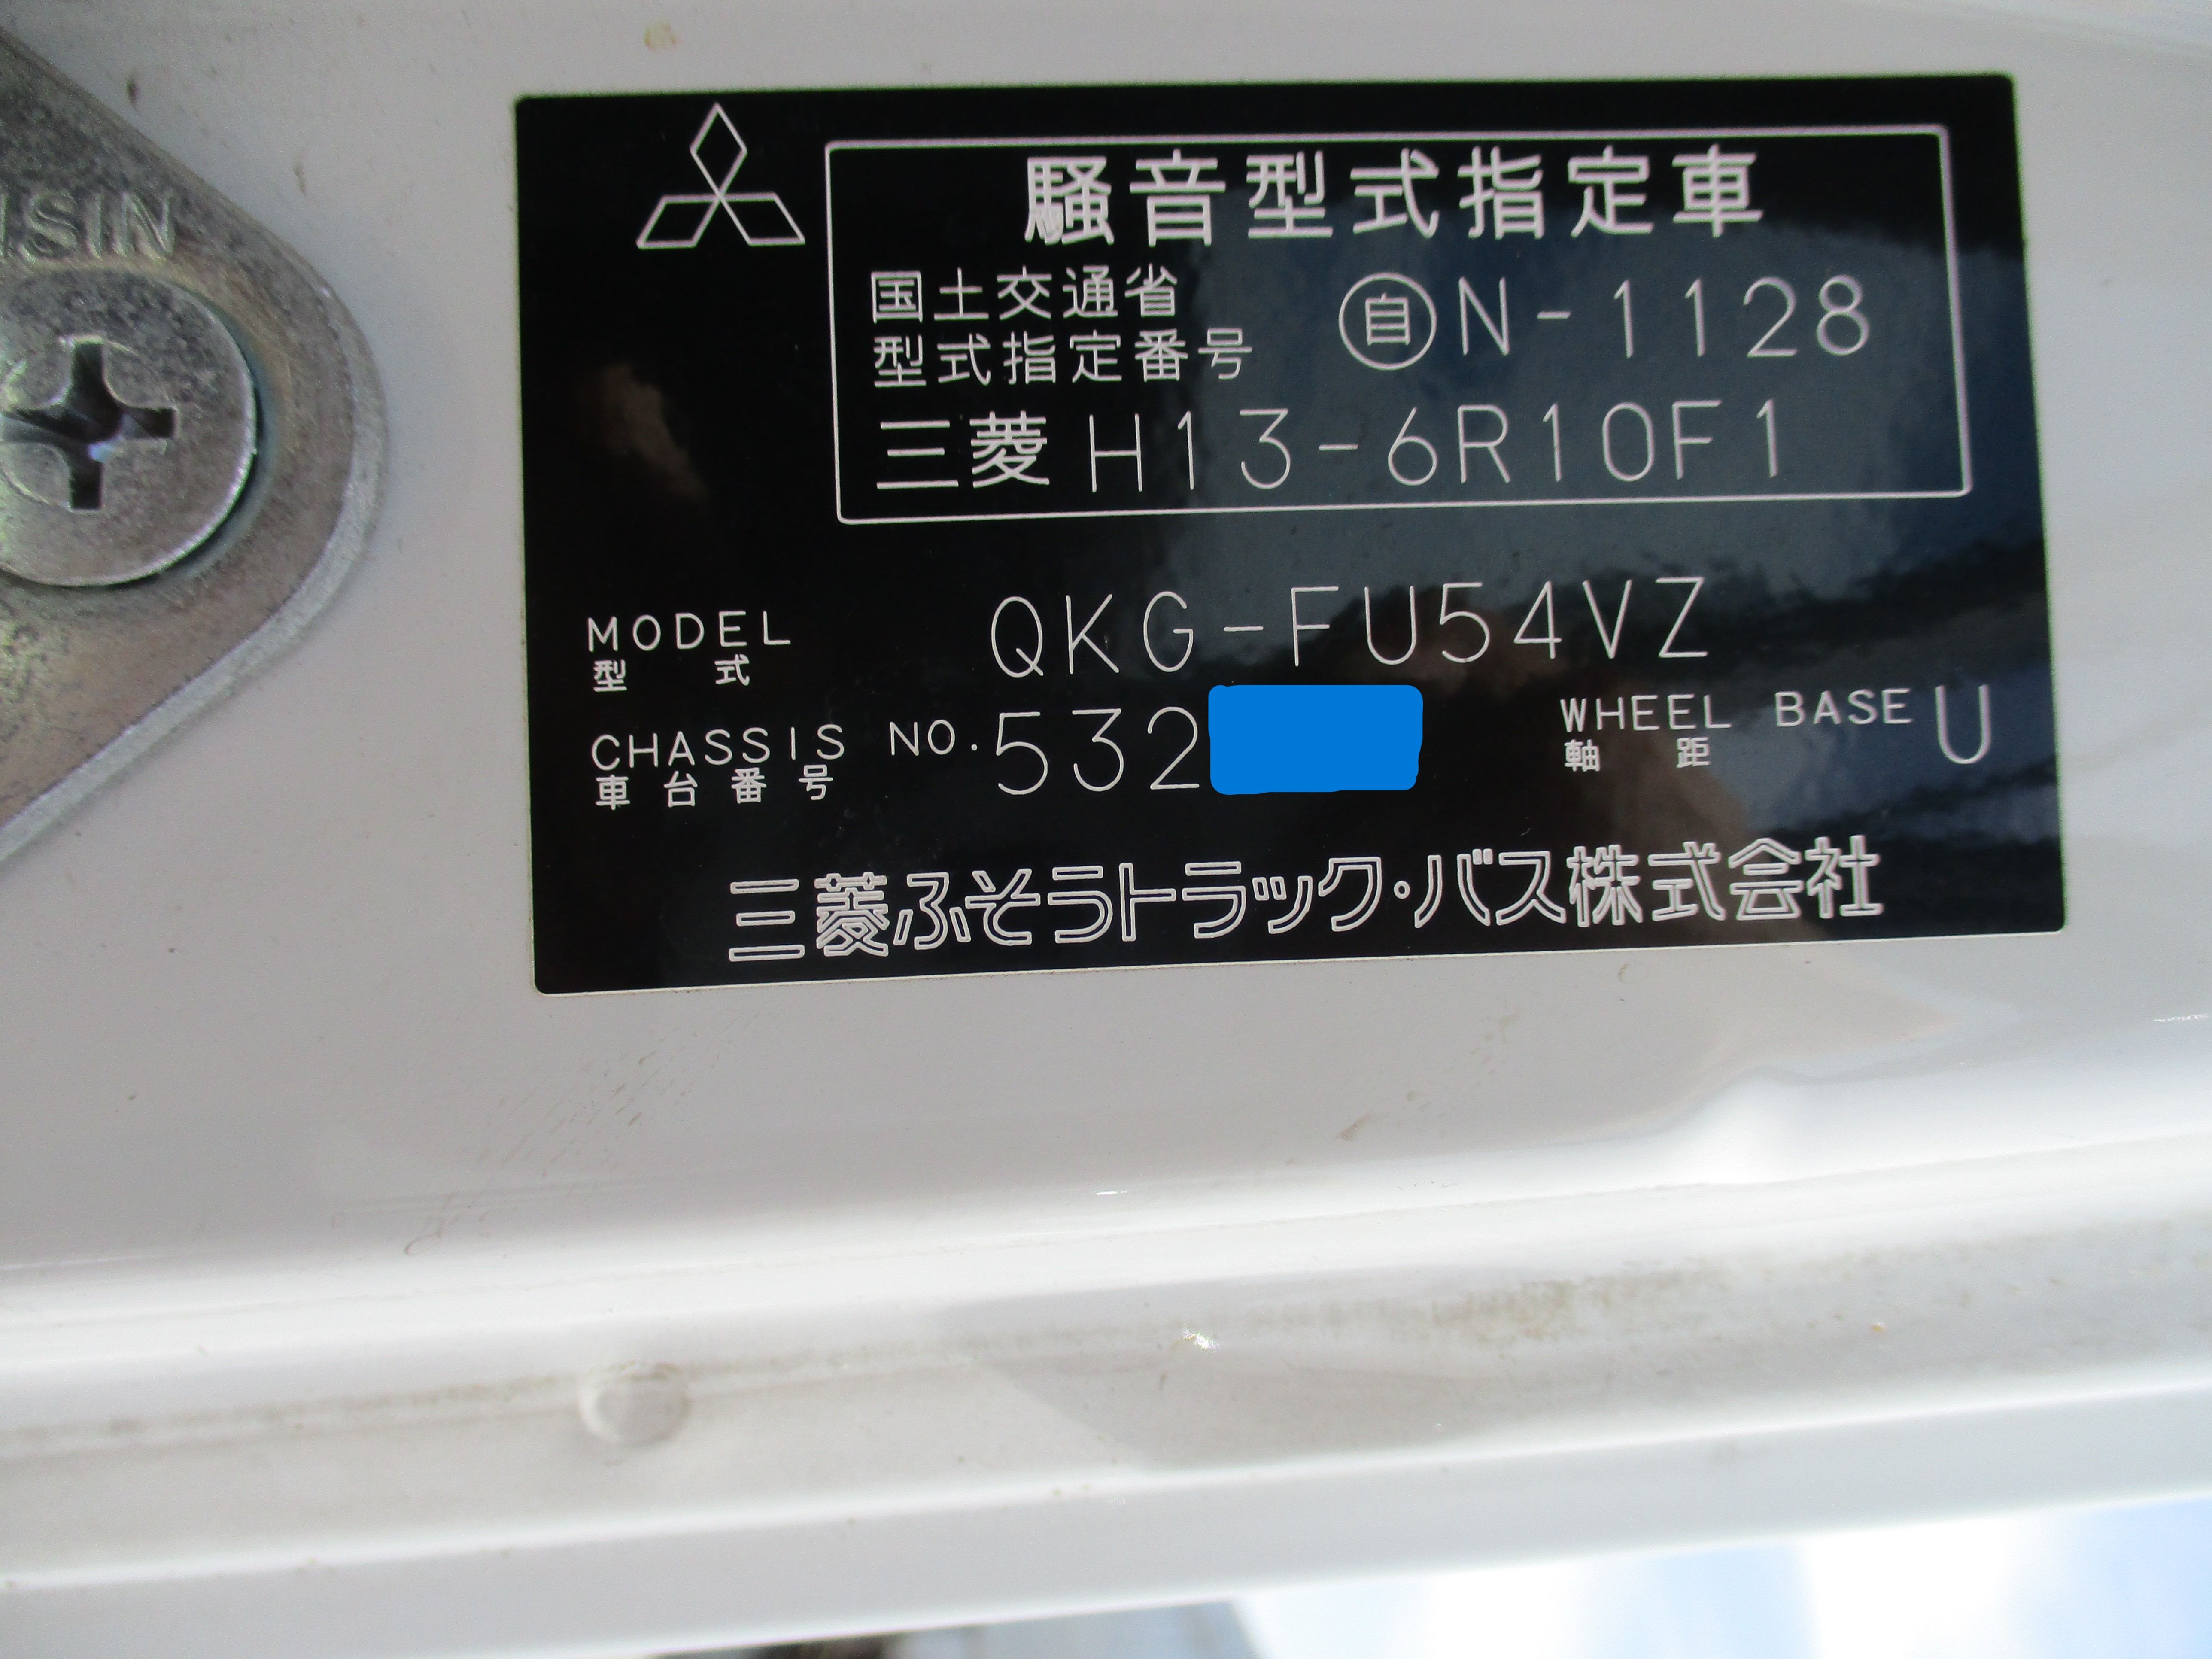 ISIN
騒音型式指定車
国土交通省
型式指定番号 自N-1128
三菱 H13-6R10F1
MODEL QKG-FU54VZ
型式
CHASSIS NO. 532 WHEEL BASE U
車台番号 軸距
三菱ふそうトラック・バス株式会社